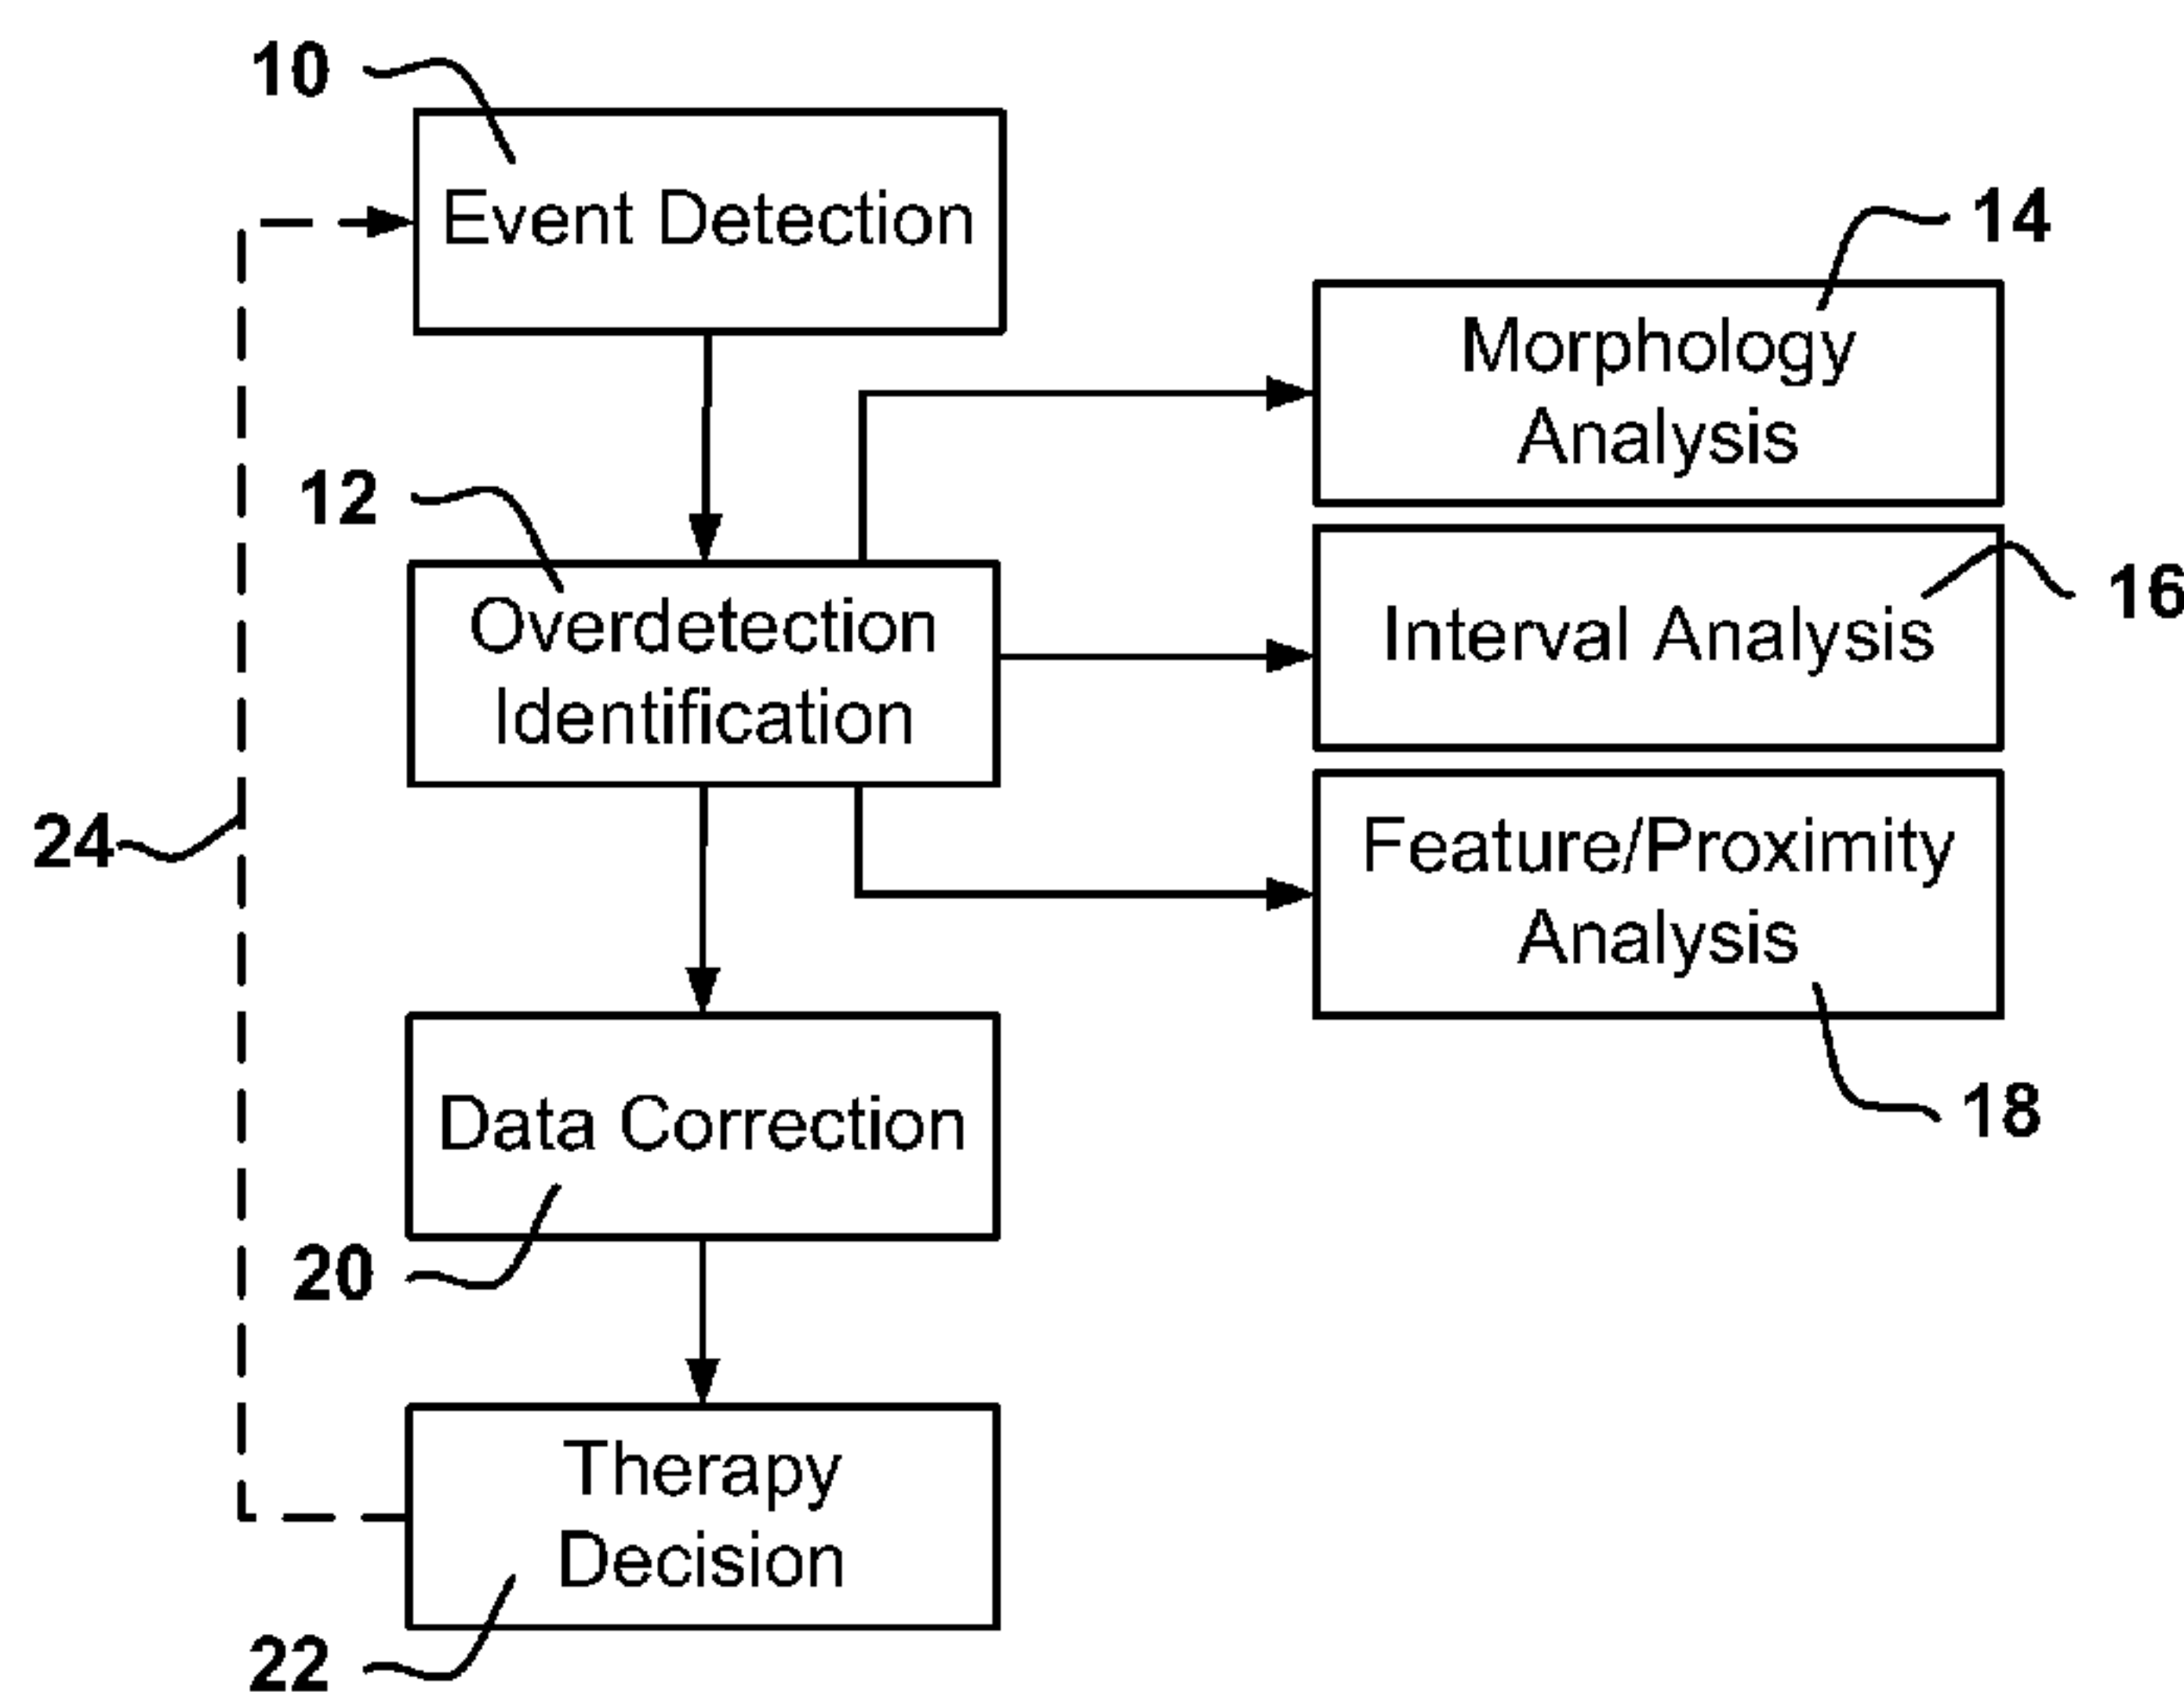 10
Event Detection
14
Morphology
Analysis
12
Overdetection
Identification
16
Interval Analysis
24
Feature/Proximity
Analysis
18
Data Correction
20
Therapy
Decision
22